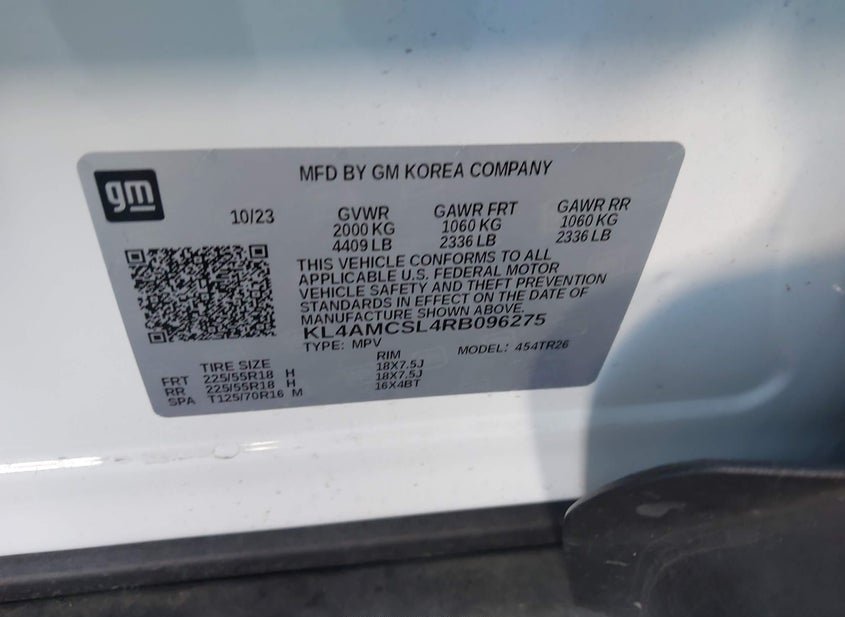 gm
MFD BY GM KOREA COMPANY
10/23 GVWR GAWR FRT GAWR RR
2000 KG 1060 KG 1060 KG
4409 LB 2336 LB 2336 LB
THIS VEHICLE CONFORMS TO ALL
APPLICABLE U.S. FEDERAL MOTOR
VEHICLE SAFETY AND THEFT PREVENTION
STANDARDS IN EFFECT ON THE DATE OF
MANUFACTURE SHOWN ABOVE.
KL4AMCSL4RB096275
TYPE: MPV MODEL: 454TR26
TIRE SIZE RIM
FRT 225/55R18 H 18X7.5J
RR 225/55R18 H 18X7.5J
SPA T125/70R16 M 16X4BT